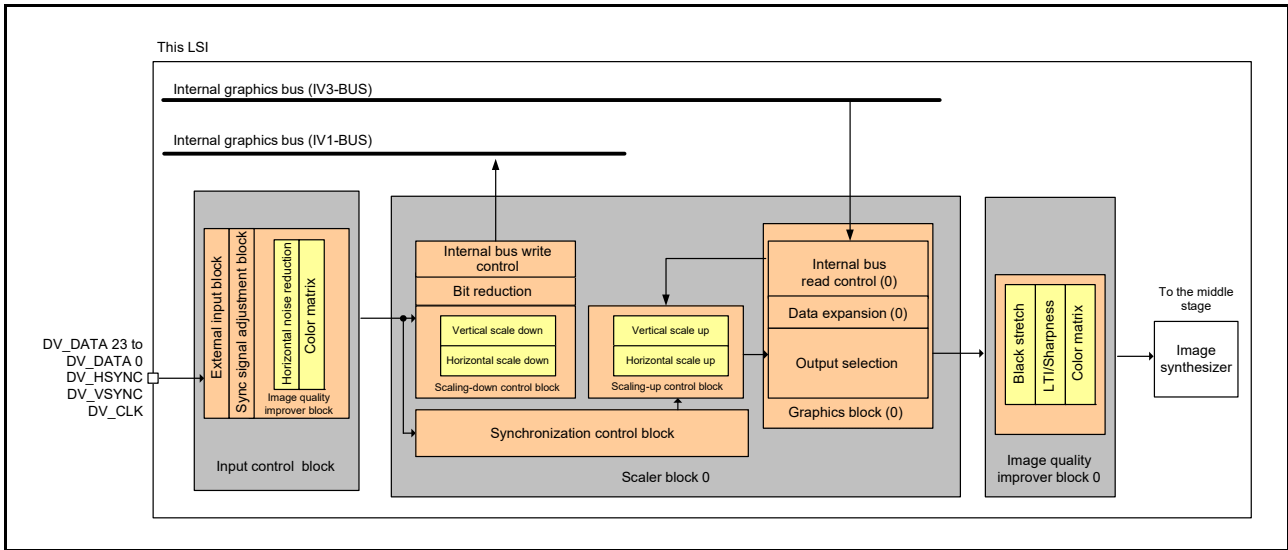 This LSI
Internal graphics bus (IV3-BUS)
Internal graphics bus (IV1-BUS)
DV_DATA 23 to
DV_DATA 0
DV_HSYNC
DV_VSYNC
DV_CLK
External input block
Sync signal adjustment block
Horizontal noise reduction
Color matrix
Image quality
improver block
Input control block
Internal bus write
control
Bit reduction
Vertical scale down
Horizontal scale down
Scaling-down control block
Vertical scale up
Horizontal scale up
Scaling-up control block
Synchronization control block
Internal bus
read control (0)
Data expansion (0)
Output selection
Graphics block (0)
Scaler block 0
Black stretch
LTI/Sharpness
Color matrix
Image quality
improver block 0
To the middle
stage
Image
synthesizer